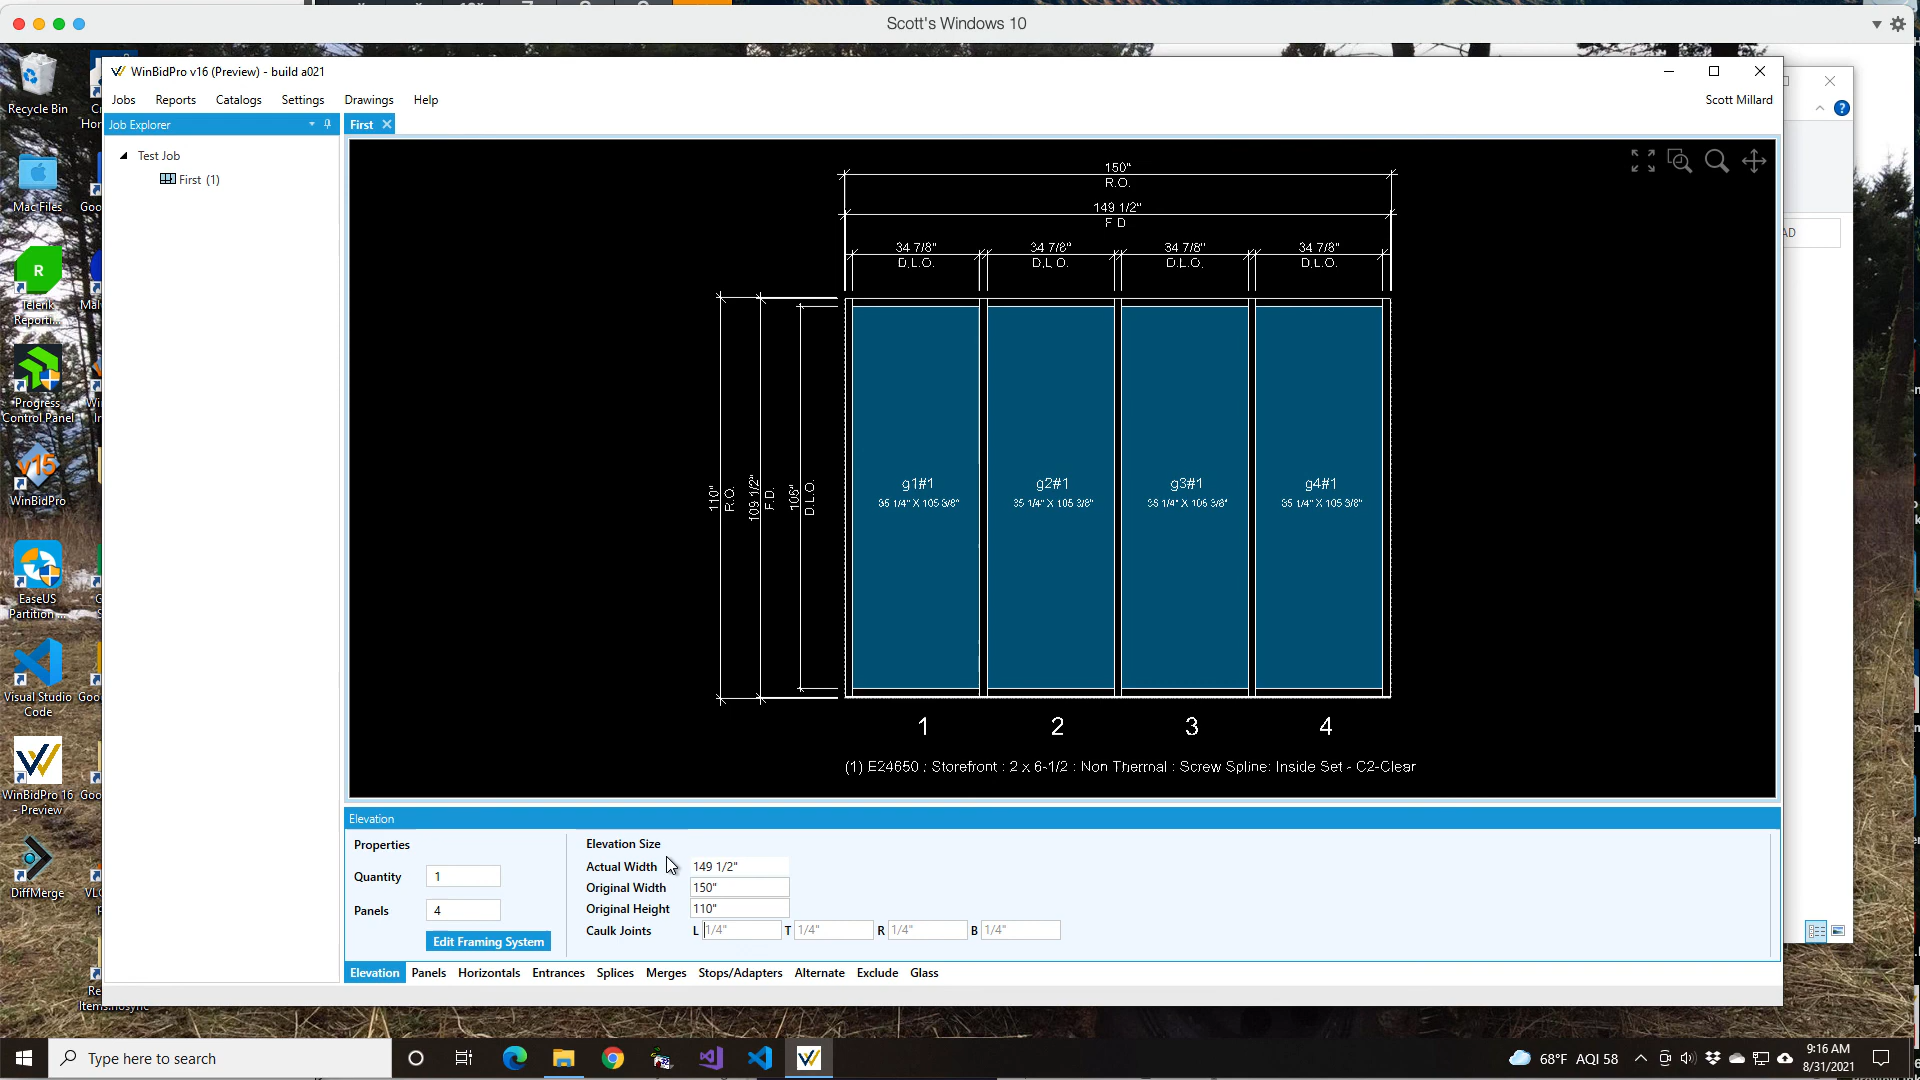 Scott's Windows 10
WinBidPro v16 (Preview) - build a021
Jobs Reports Catalogs Settings Drawings Help
Scott Millard
Job Explorer
First
Test Job
First (1)
150"
R.O.
149 1/2"
F D
34 7/8" 34 7/8" 34 7/8" 34 7/8"
D.L.O. D.L O. D.L.O. D.L.O.
110"
R.O.
109 1/2"
F.D.
105"
D.L.O.
g1#1 g2#1 g3#1 g4#1
35 1/4" X 105 3/8" 35 1/4" X 105 3/8" 35 1/4" X 105 3/8" 35 1/4" X 105 3/8"
1 2 3 4
(1) E24650 : Storefront : 2 x 6-1/2 : Non Thermal : Screw Spline: Inside Set - C2-Clear
Elevation
Properties
Quantity 1
Panels 4
Edit Framing System
Elevation Size
Actual Width 149 1/2"
Original Width 150"
Original Height 110"
Caulk Joints L 1/4" T 1/4" R 1/4" B 1/4"
Elevation Panels Horizontals Entrances Splices Merges Stops/Adapters Alternate Exclude Glass
Recycle Bin
Mac Files
Telerik
Reporti...
Progress
Control Panel
v15
WinBidPro
EaseUS
Partition ...
Visual Studio
Code
WinBidPro 16
- Preview
DiffMerge
Items.nosync
Type here to search
68°F AQI 58
9:16 AM
8/31/2021